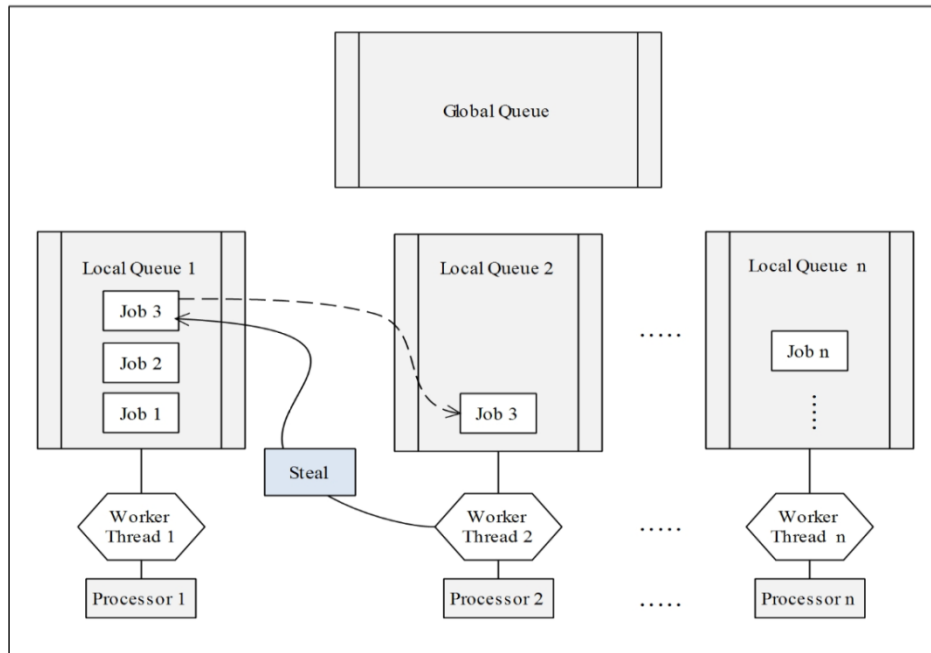 Global Queue
Local Queue 1
Job 3
Job 2
Job 1
Local Queue 2
Job 3
.....
Local Queue n
Job n
.....
Steal
Worker
Thread 1
Worker
Thread 2
.....
Worker
Thread n
Processor 1
Processor 2
.....
Processor n